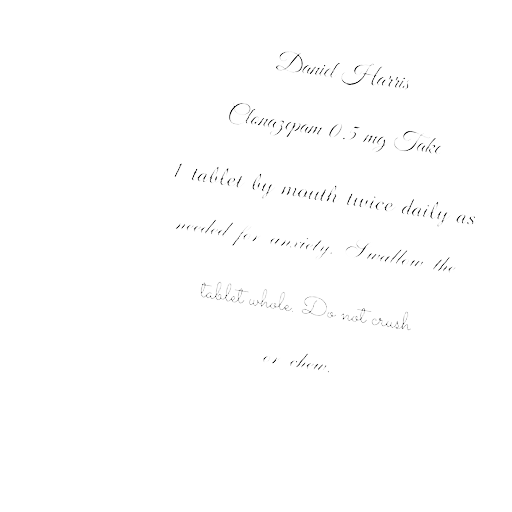 Daniel Harris
Clonazepam 0.5 mg Take
1 tablet by mouth twice daily as
needed for anxiety. Swallow the
tablet whole. Do not crush
or chew.